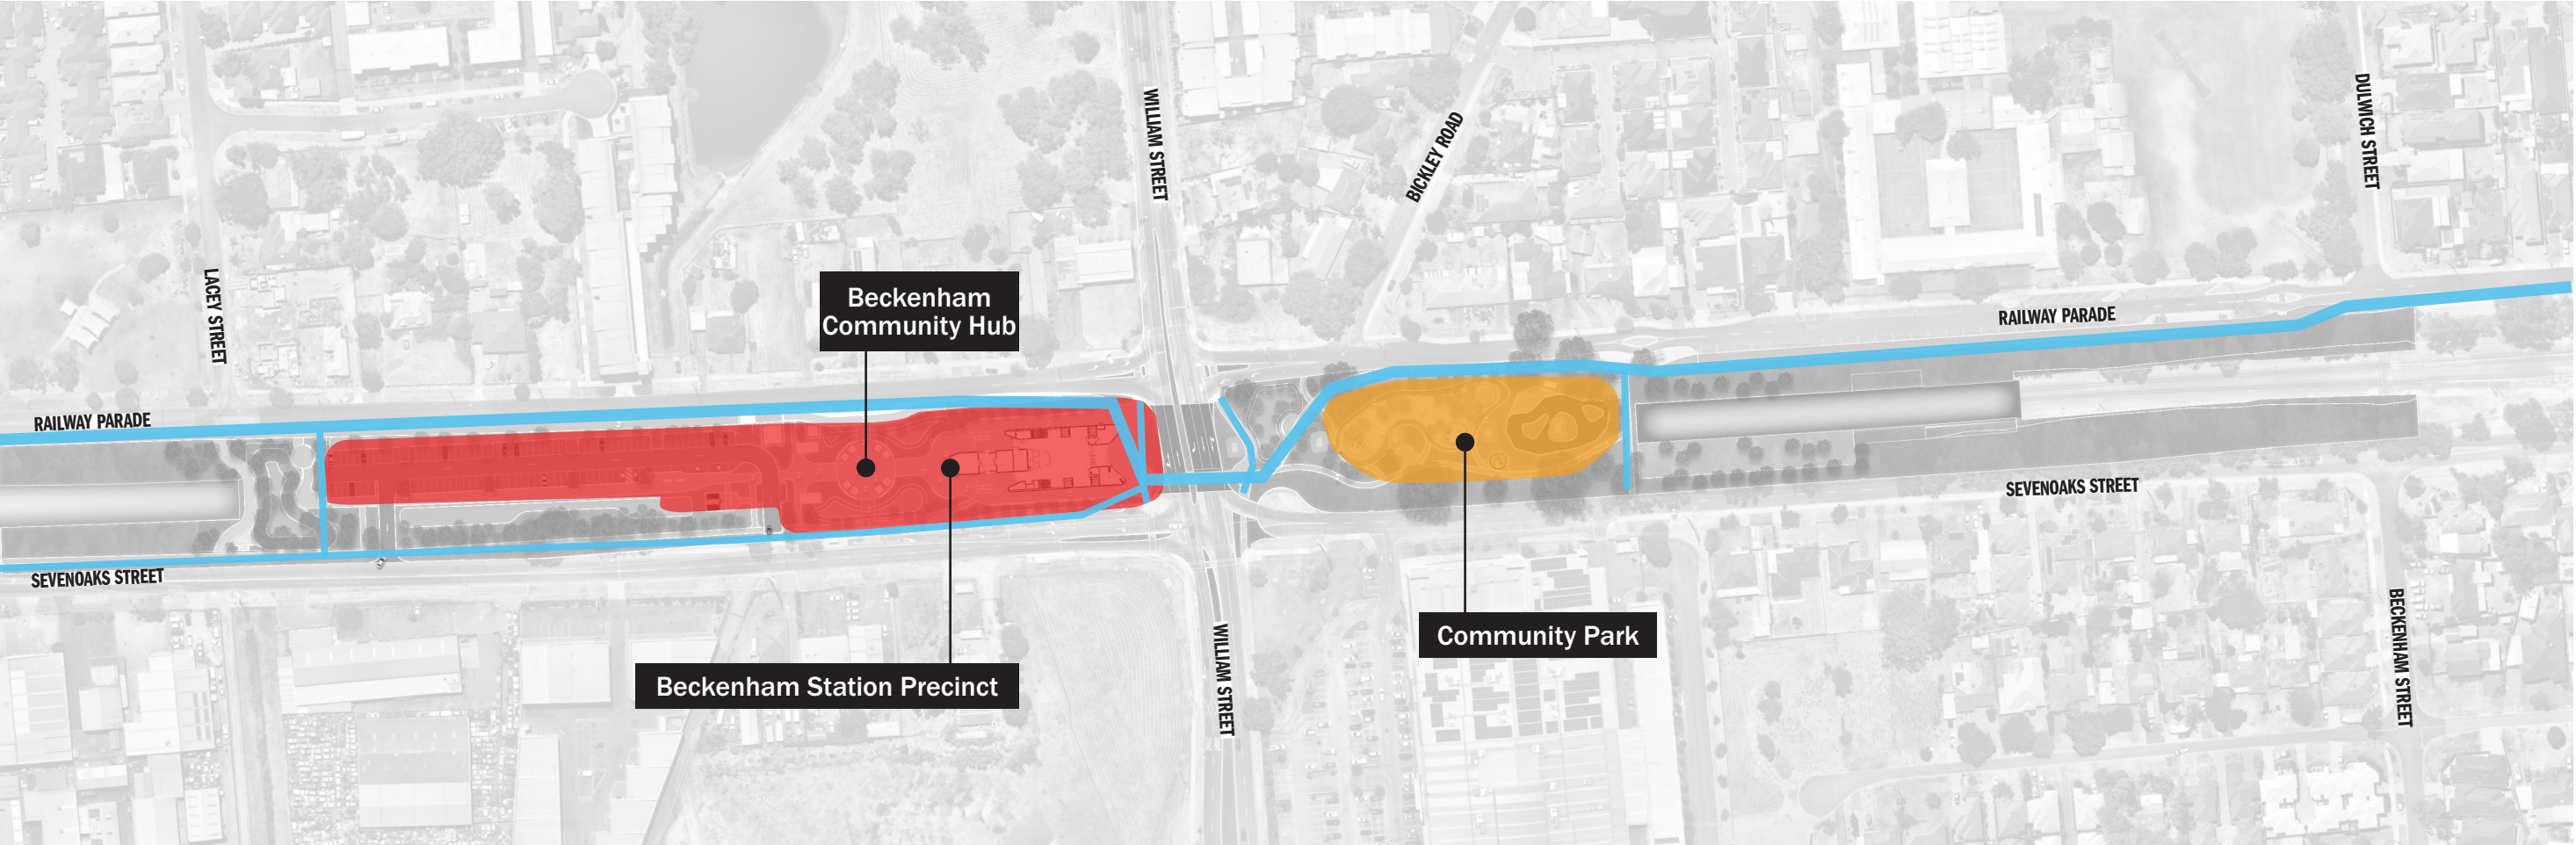 WILLIAM STREET
BICKLEY ROAD
DULWICH STREET
LACEY STREET
Beckenham
Community Hub
RAILWAY PARADE
RAILWAY PARADE
SEVENOAKS STREET
SEVENOAKS STREET
Community Park
Beckenham Station Precinct
WILLIAM STREET
BECKENHAM STREET